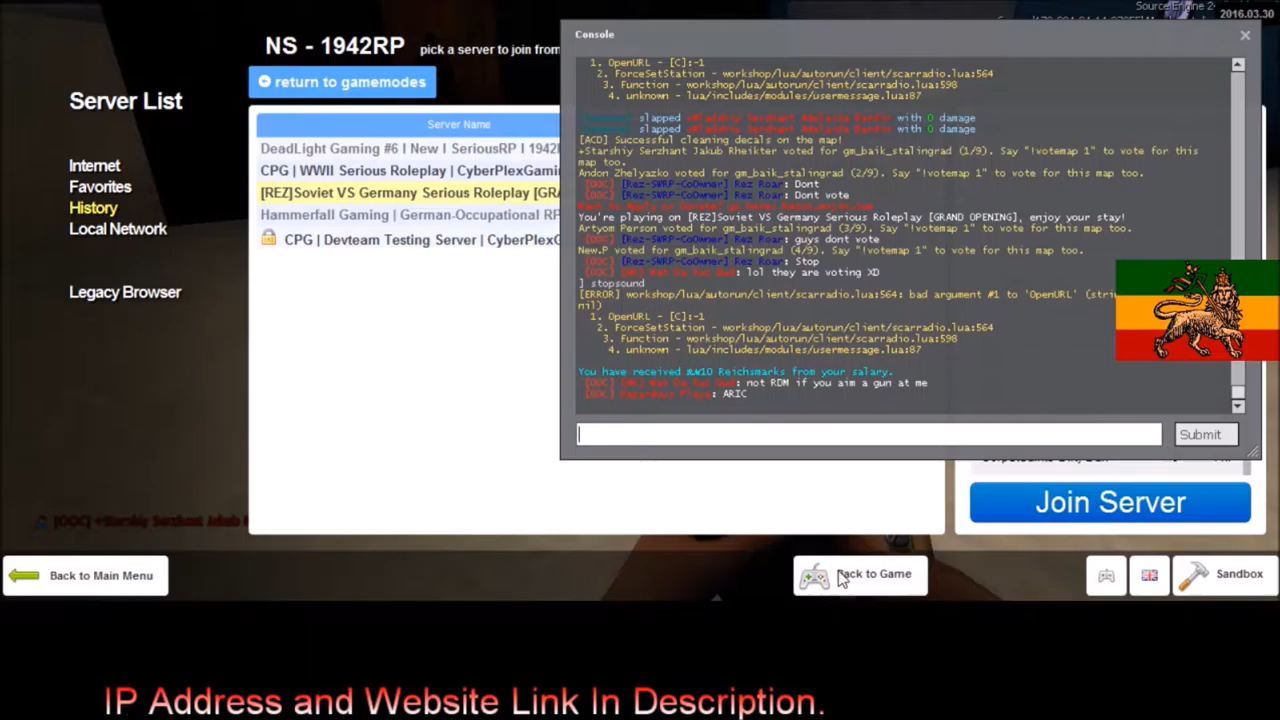 Source Engine 2
2016.03.30
NS - 1942RP pick a server to join from
return to gamemodes
Server List
Internet
Favorites
History
Local Network
Legacy Browser
Server Name
DeadLight Gaming #6 | New | SeriousRP | 1942
CPG | WWII Serious Roleplay | CyberPlexGamin
[REZ]Soviet VS Germany Serious Roleplay [GRA
Hammerfall Gaming | German-Occupational RP
CPG | Devteam Testing Server | CyberPlexG
Console
1. OpenURL - [C]:-1
2. ForceSetStation - workshop/lua/autorun/client/scarradio.lua:564
3. Function - workshop/lua/autorun/client/scarradio.lua:598
4. unknown - lua/includes/modules/usermessage.lua:87
slapped with 0 damage
slapped with 0 damage
[ACD] Successful cleaning decals on the map!
+Starshiy Serzhant Jakub Rheikter voted for gm_baik_stalingrad (1/9). Say "!votemap 1" to vote for this
map too.
Andon Zhelyazko voted for gm_baik_stalingrad (2/9). Say "!votemap 1" to vote for this map too.
[OOC] [Rez-SWRP-CoOwner] Rez Roar: Dont
[OOC] [Rez-SWRP-CoOwner] Rez Roar: Dont vote
You're playing on [REZ]Soviet VS Germany Serious Roleplay [GRAND OPENING], enjoy your stay!
Artyom Person voted for gm_baik_stalingrad (3/9). Say "!votemap 1" to vote for this map too.
[OOC] [Rez-SWRP-CoOwner] Rez Roar: guys dont vote
New.P voted for gm_baik_stalingrad (4/9). Say "!votemap 1" to vote for this map too.
[OOC] [Rez-SWRP-CoOwner] Rez Roar: Stop
[OOC] lol they are voting XD
] stopsound
[ERROR] workshop/lua/autorun/client/scarradio.lua:564: bad argument #1 to 'OpenURL' (stri
nil)
1. OpenURL - [C]:-1
2. ForceSetStation - workshop/lua/autorun/client/scarradio.lua:564
3. Function - workshop/lua/autorun/client/scarradio.lua:598
4. unknown - lua/includes/modules/usermessage.lua:87
You have received 10 Reichsmarks from your salary.
[OOC] not RDM if you aim a gun at me
[OOC] ARIC
Submit
Join Server
[OOC] +Starshiy Serzhant Jakub
Back to Main Menu
Back to Game
Sandbox
IP Address and Website Link In Description.